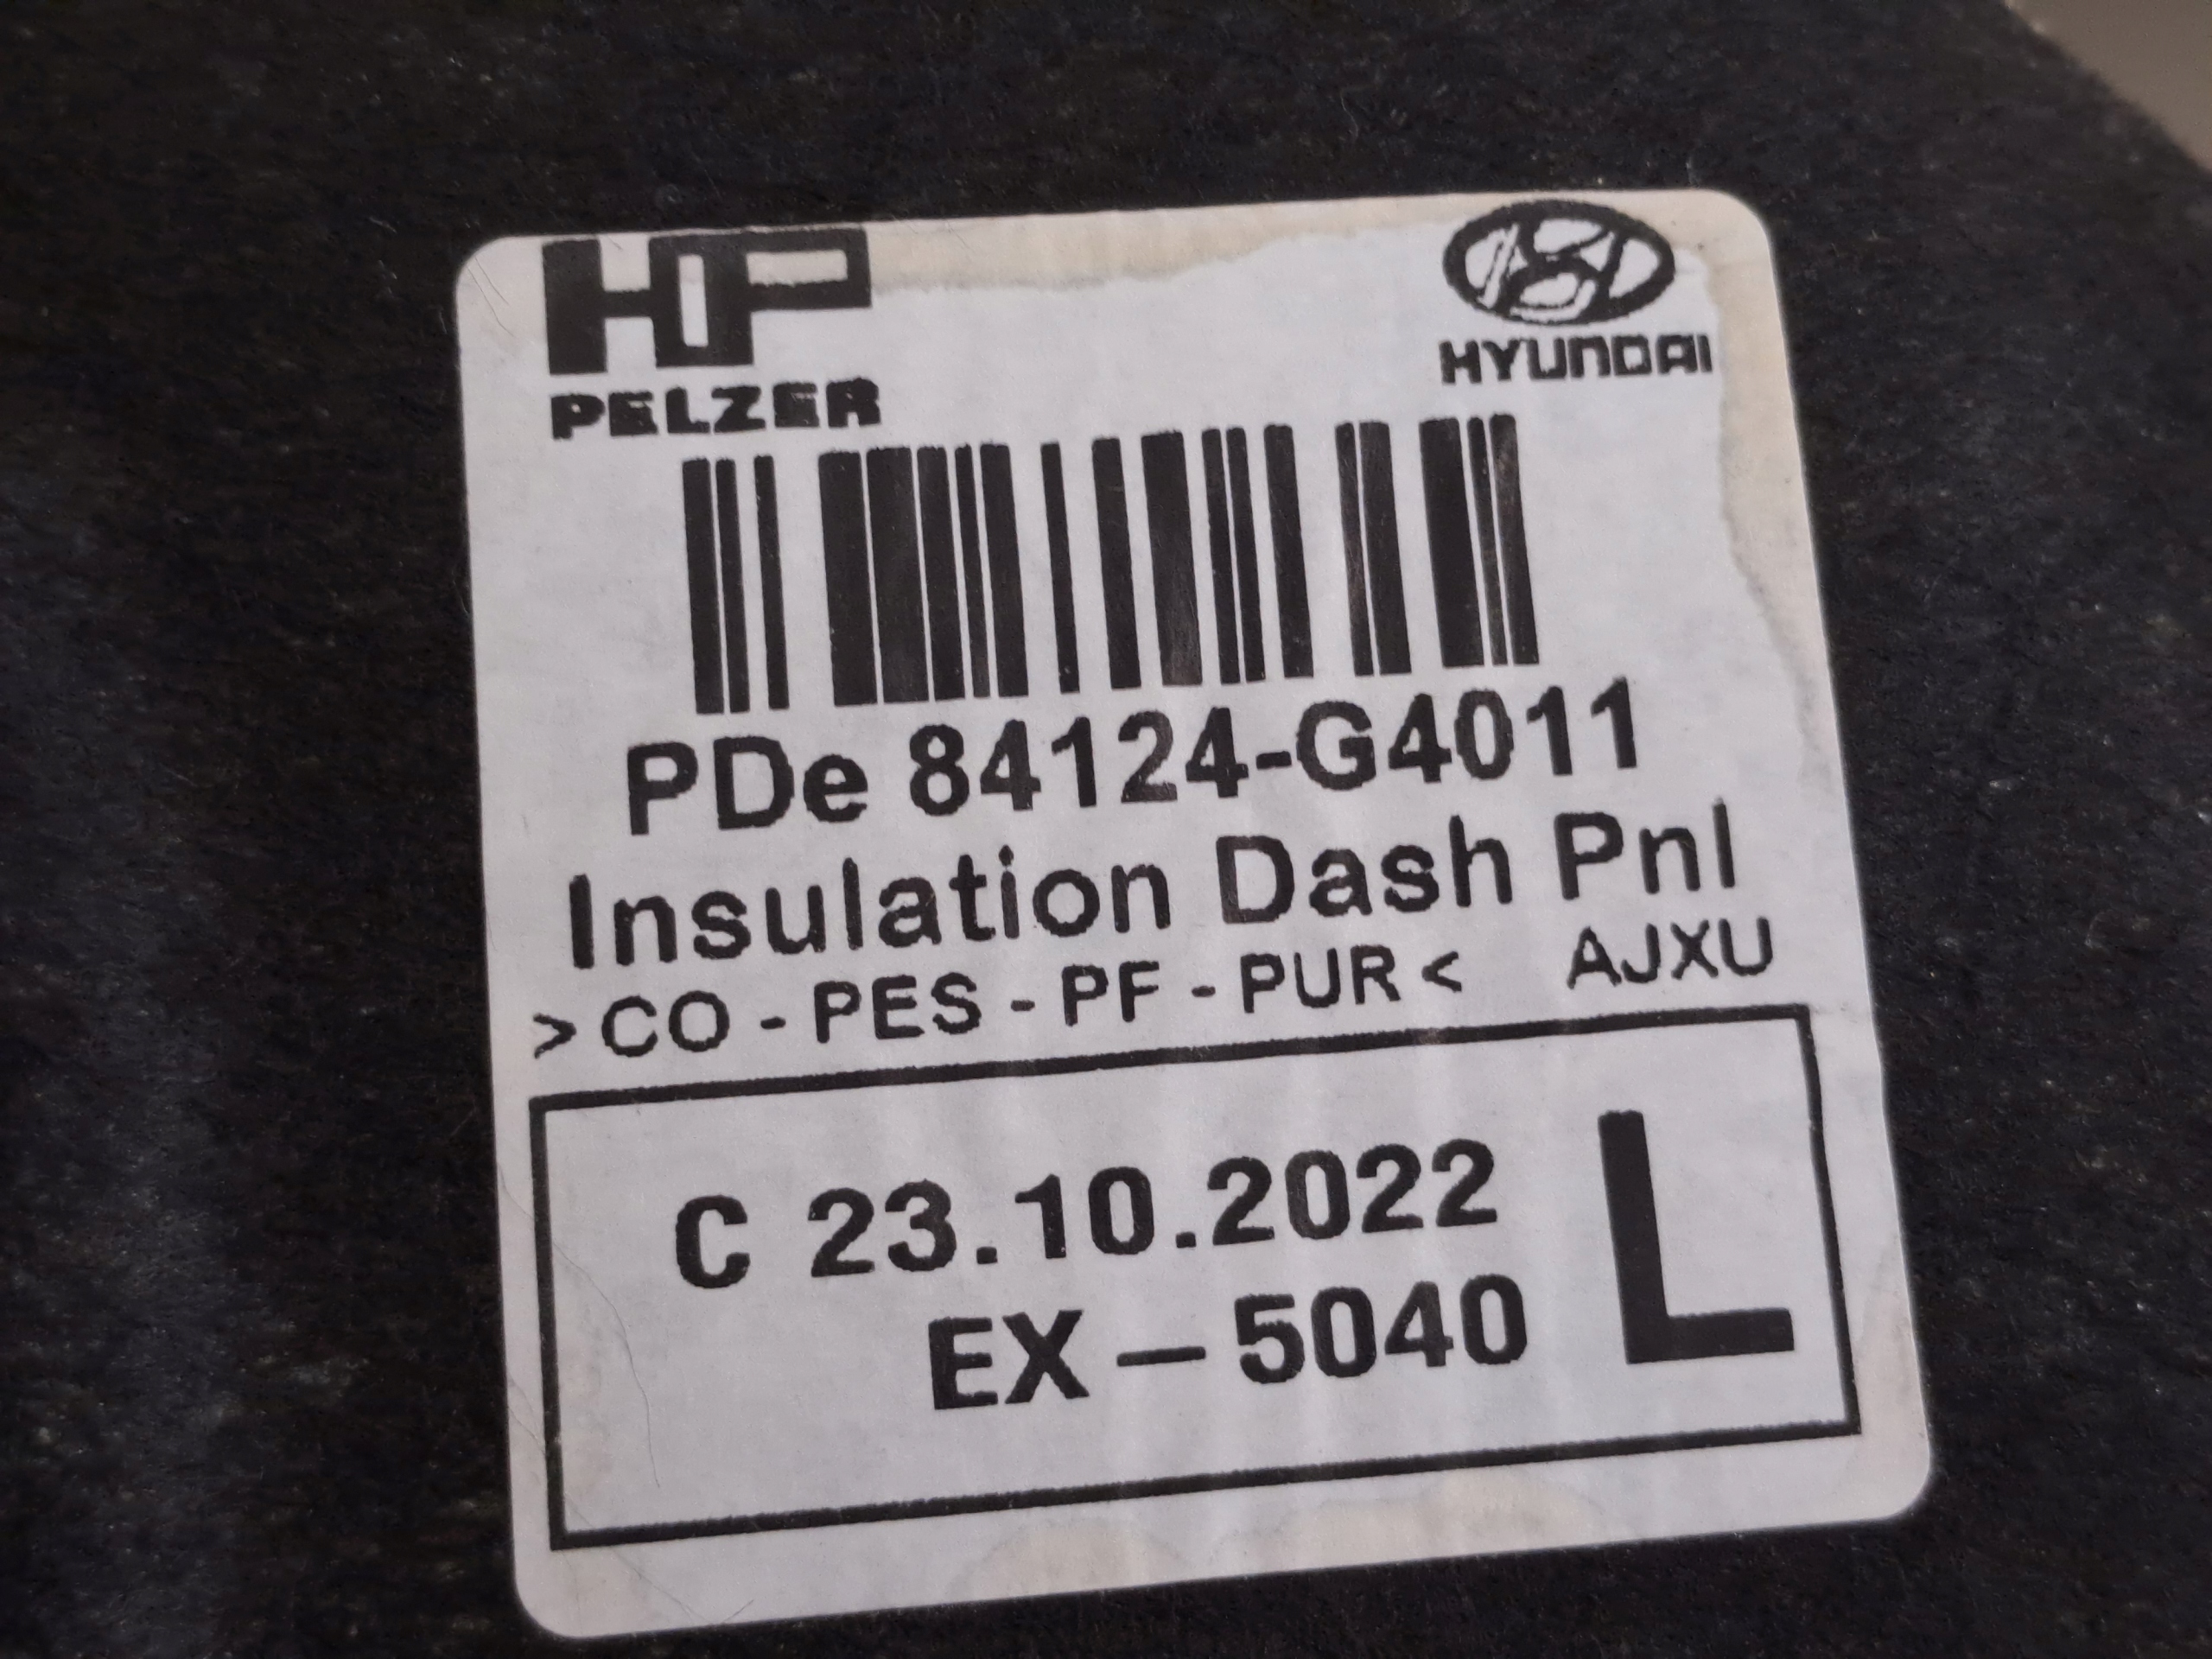 HP
PELZER
HYUNDAI
PDe 84124-G4011
Insulation Dash Pnl
>CO - PES - PF - PUR< AJXU
C 23.10.2022
EX – 5040
L